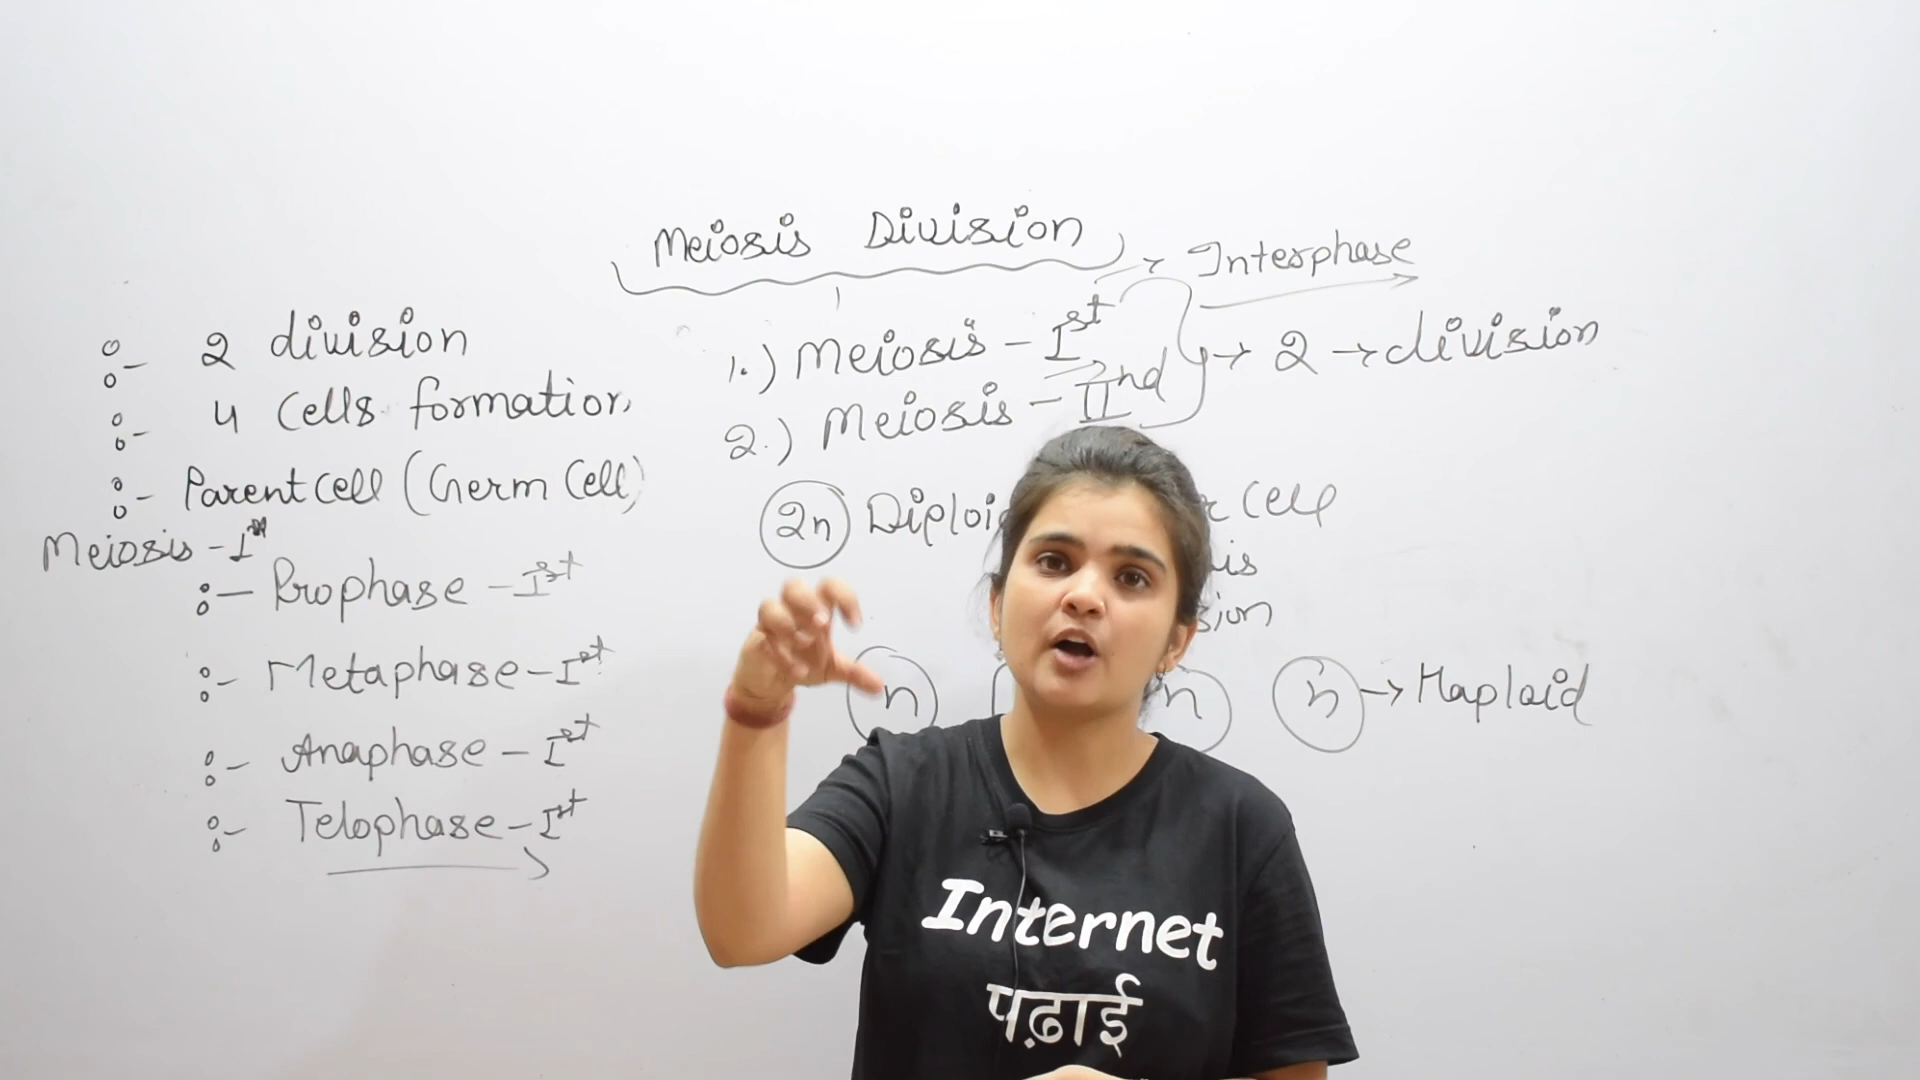 Meiosis Division
→ Interphase
:- 2 division
:- 4 Cells formation
:- Parent cell (Germ Cell)
Meiosis - Ist
:- Prophase - Ist
:- Metaphase - Ist
:- Anaphase - Ist
:- Telophase - Ist
1.) Meiosis - Ist
2.) Meiosis - IInd
→ 2 → division
2n Cell
n n n → Haploid
Internet
पढ़ाई